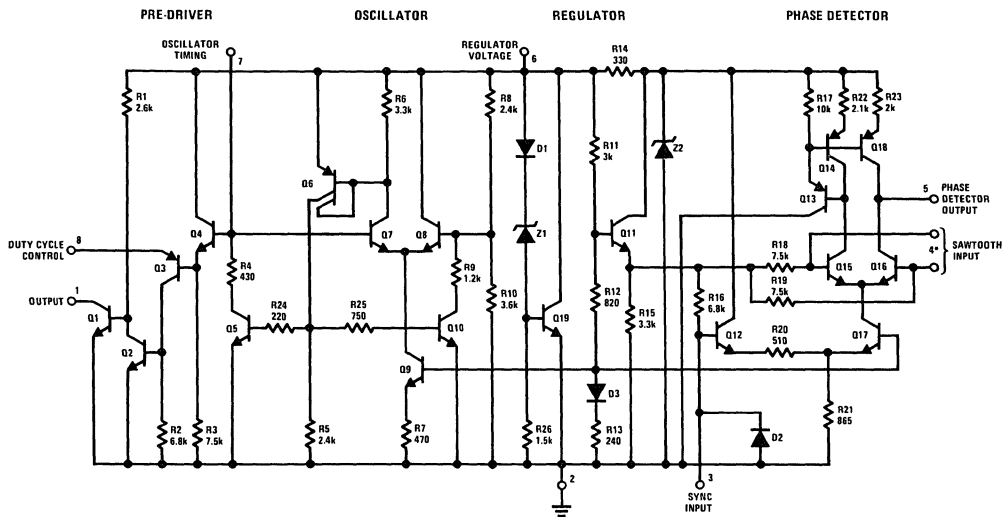 PRE-DRIVER
OSCILLATOR
REGULATOR
PHASE DETECTOR
OSCILLATOR
TIMING
7
REGULATOR
VOLTAGE
6
R14
330
R1
2.6k
R6
3.3k
R8
2.4k
R11
3k
Z2
R17
10k
R22
2.1k
R23
2k
D1
Q14
Q18
Q6
Q13
5
PHASE
DETECTOR
OUTPUT
DUTY CYCLE
CONTROL
8
Q4
Q7
Q8
Z1
Q11
R18
7.5k
4*
SAWTOOTH
INPUT
Q3
R4
430
R9
1.2k
Q15
Q16
R19
7.5k
OUTPUT
1
R10
3.6k
R12
820
R16
6.8k
R15
3.3k
Q1
R24
220
R25
750
Q5
Q10
Q19
Q12
R20
510
Q17
Q2
Q9
D3
R2
6.8k
R3
7.5k
R5
2.4k
R7
470
R26
1.5k
R13
240
D2
R21
865
2
3
SYNC
INPUT